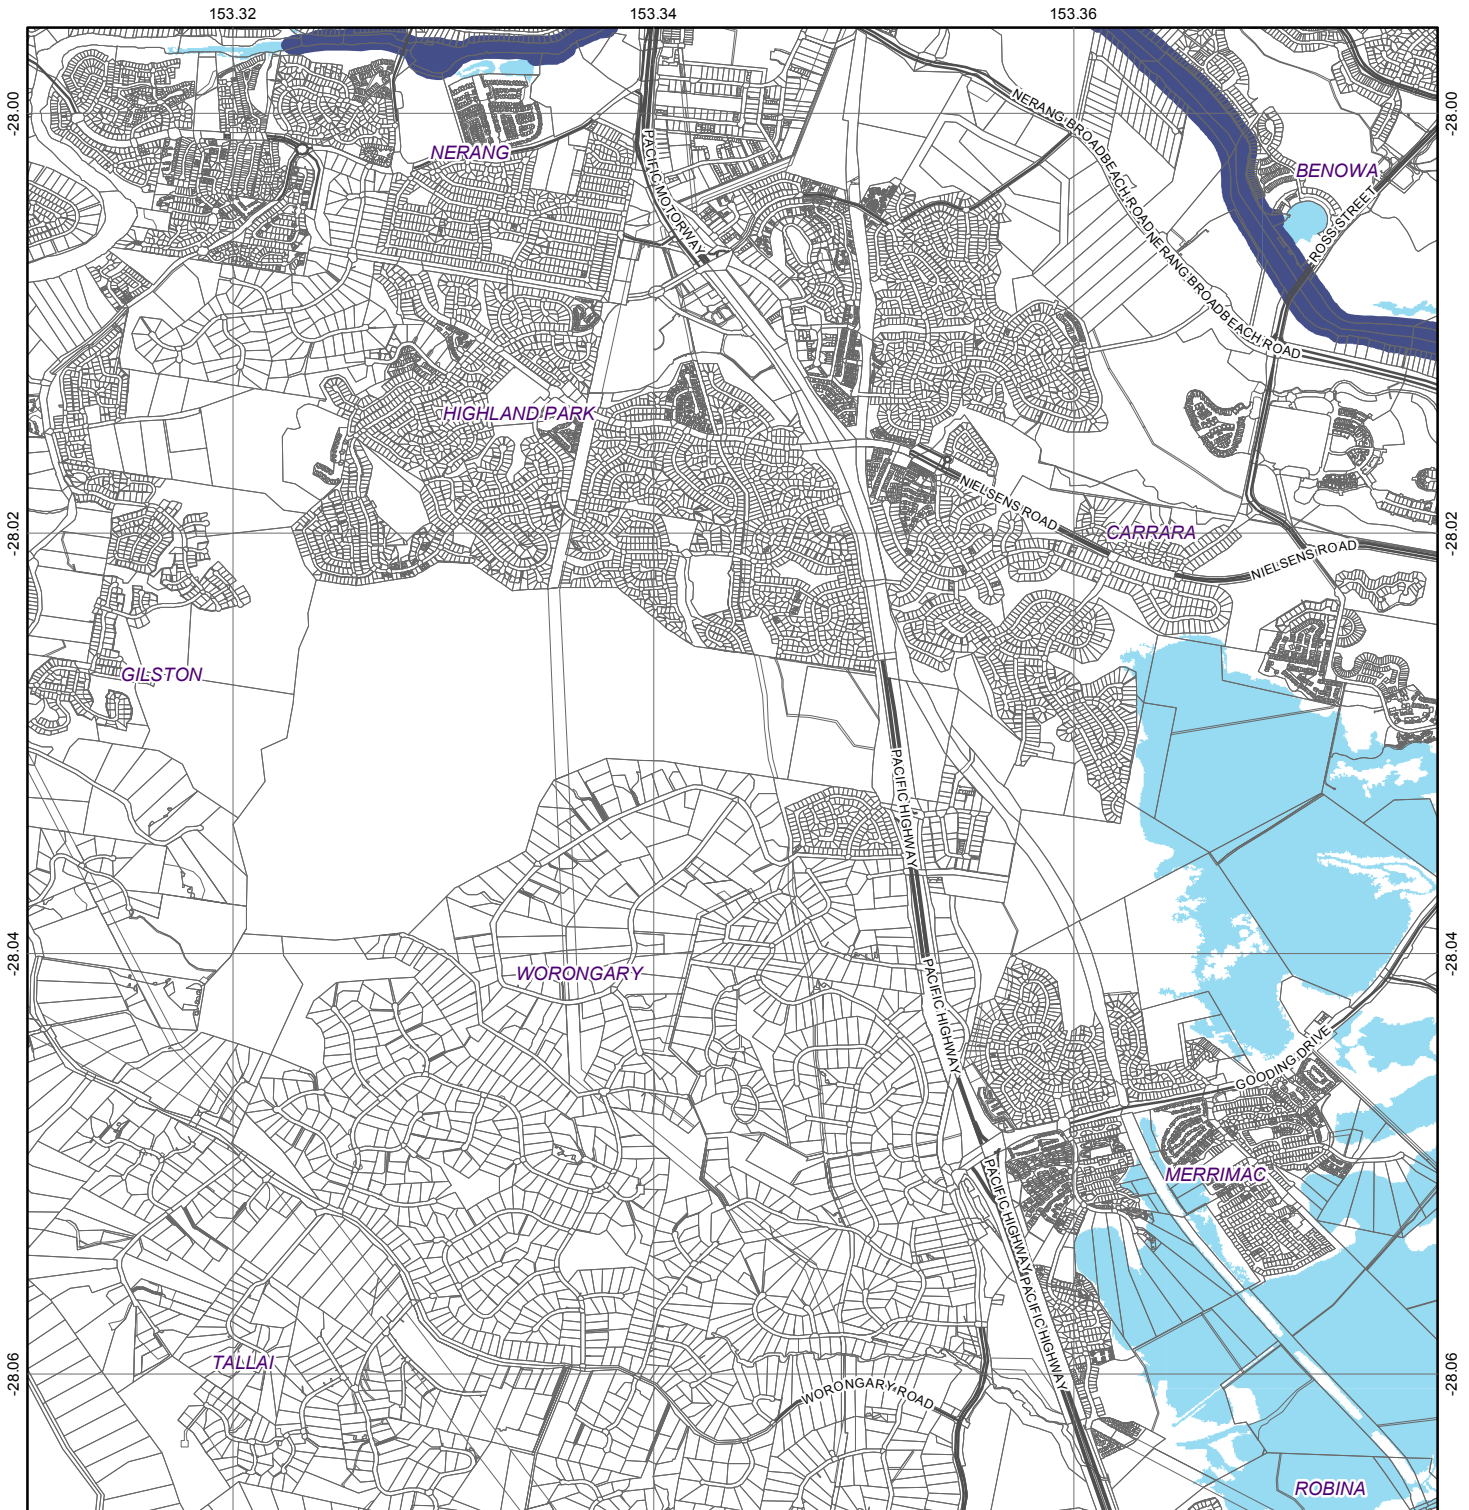 153.32
153.34
153.36
-28.00
-28.00
NERANG BROADBEACH ROAD
PACIFIC MOTORWAY
NERANG
BENOWA
ROSS STREET
NERANG BROADBEACH ROAD
HIGHLAND PARK
NIELSENS ROAD
-28.02
CARRARA
-28.02
NIELSENS ROAD
GILSTON
PACIFIC HIGHWAY
-28.04
WORONGARY
PACIFIC HIGHWAY
-28.04
GOODING DRIVE
MERRIMAC
PACIFIC HIGHWAY
PACIFIC HIGHWAY
-28.06
TALLAI
WORONGARY ROAD
-28.06
ROBINA